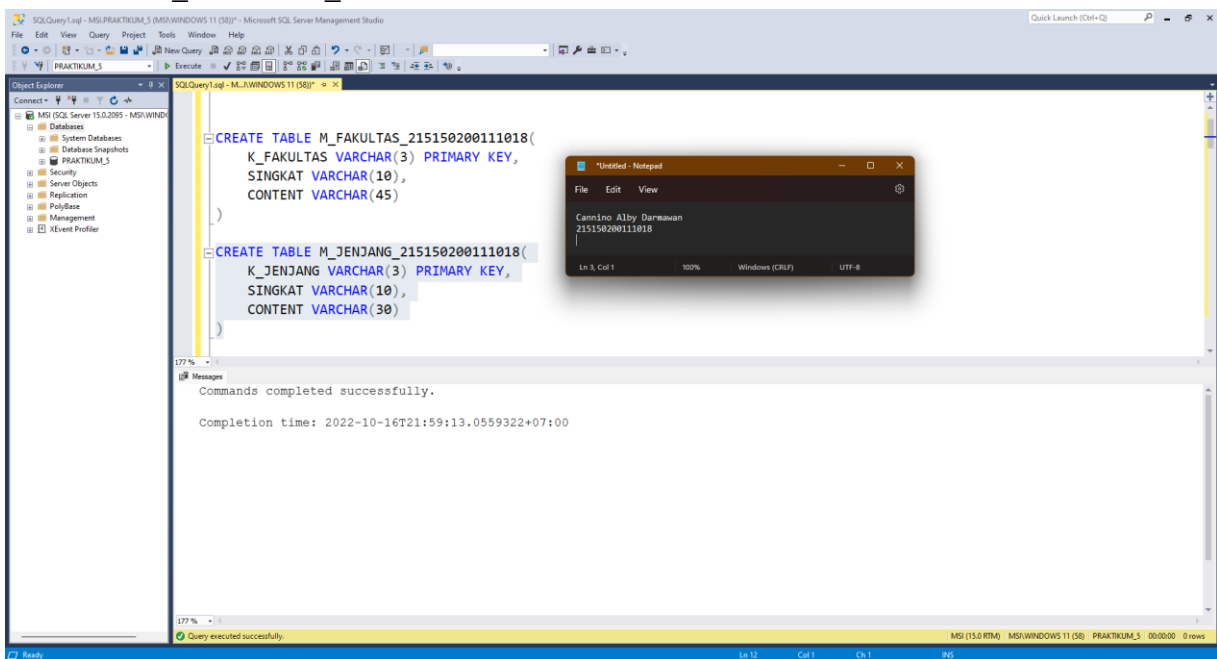 SQLQuery1.sql - MSI.PRAKTIKUM_5 (MSI\WINDOWS 11 (58))* - Microsoft SQL Server Management Studio
Quick Launch (Ctrl+Q)
File Edit View Query Project Tools Window Help
New Query
PRAKTIKUM_5
Execute
Object Explorer
SQLQuery1.sql - M...I\WINDOWS 11 (58))*
Connect
MSI (SQL Server 15.0.2095 - MSI\WIND
Databases
System Databases
Database Snapshots
PRAKTIKUM_5
Security
Server Objects
Replication
PolyBase
Management
XEvent Profiler
CREATE TABLE M_FAKULTAS_215150200111018(
K_FAKULTAS VARCHAR(3) PRIMARY KEY,
SINGKAT VARCHAR(10),
CONTENT VARCHAR(45)
)
CREATE TABLE M_JENJANG_215150200111018(
K_JENJANG VARCHAR(3) PRIMARY KEY,
SINGKAT VARCHAR(10),
CONTENT VARCHAR(30)
)
*Untitled - Notepad
File Edit View
Cannino Alby Darmawan
215150200111018
Ln 3, Col 1 100% Windows (CRLF) UTF-8
177 %
Messages
Commands completed successfully.
Completion time: 2022-10-16T21:59:13.0559322+07:00
177 %
Query executed successfully.
MSI (15.0 RTM) MSI\WINDOWS 11 (58) PRAKTIKUM_5 00:00:00 0 rows
Ready Ln 12 Col 1 Ch 1 INS